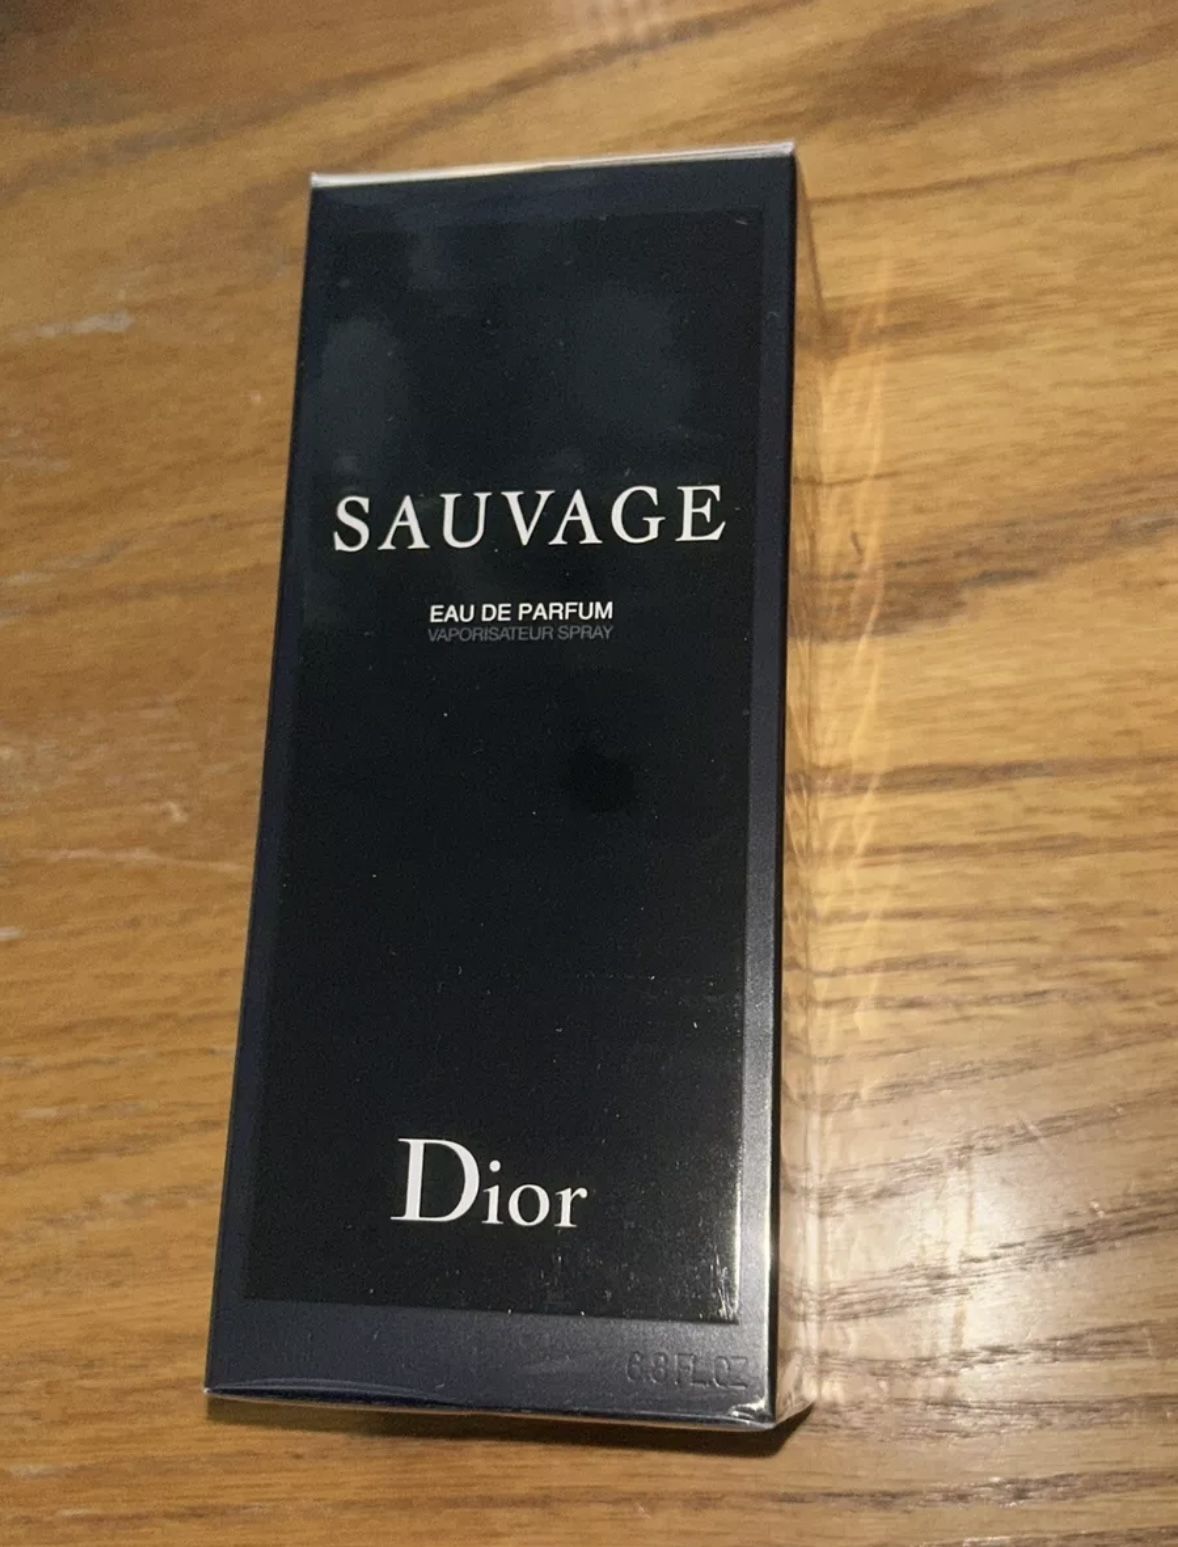 SAUVAGE
EAU DE PARFUM
VAPORISATEUR SPRAY
Dior
6.8 FL.OZ